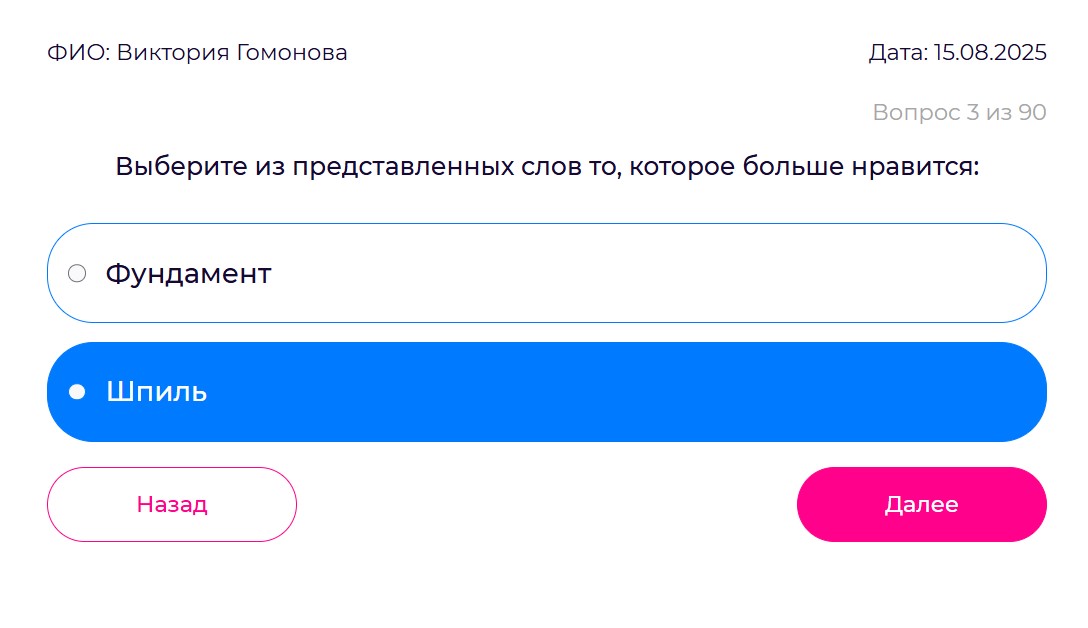 ФИО: Виктория Гомонова
Дата: 15.08.2025
Вопрос 3 из 90
Выберите из представленных слов то, которое больше нравится:
Фундамент
Шпиль
Назад
Далее